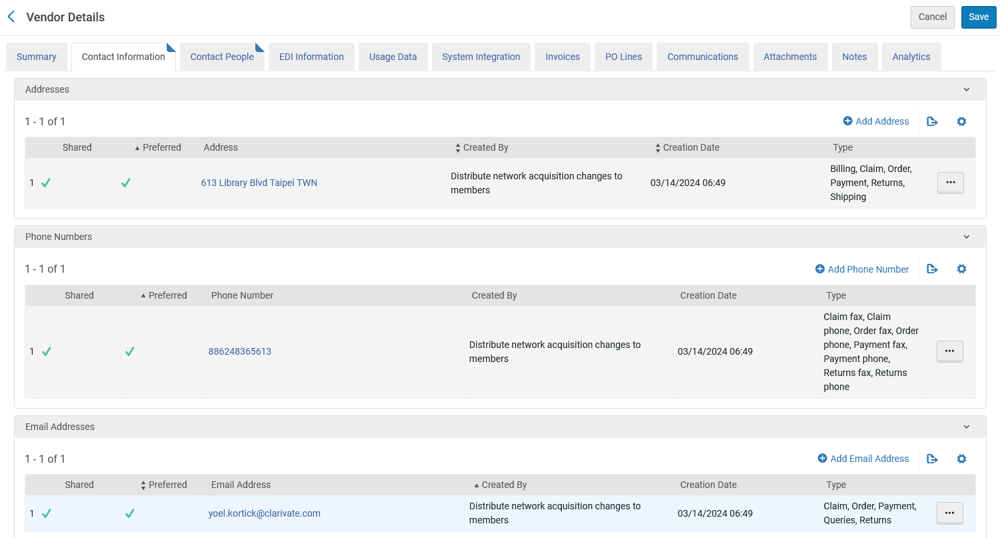 Vendor Details
Cancel
Save
Summary
Contact Information
Contact People
EDI Information
Usage Data
System Integration
Invoices
PO Lines
Communications
Attachments
Notes
Analytics
Addresses
1 - 1 of 1
Add Address
Shared
Preferred
Address
Created By
Creation Date
Type
1
613 Library Blvd Taipei TWN
Distribute network acquisition changes to
members
03/14/2024 06:49
Billing, Claim, Order,
Payment, Returns,
Shipping
Phone Numbers
1 - 1 of 1
Add Phone Number
Shared
Preferred
Phone Number
Created By
Creation Date
Type
1
886248365613
Distribute network acquisition changes to
members
03/14/2024 06:49
Claim fax, Claim
phone, Order fax, Order
phone, Payment fax,
Payment phone,
Returns fax, Returns
phone
Email Addresses
1 - 1 of 1
Add Email Address
Shared
Preferred
Email Address
Created By
Creation Date
Type
1
yoel.kortick@clarivate.com
Distribute network acquisition changes to
members
03/14/2024 06:49
Claim, Order, Payment,
Queries, Returns